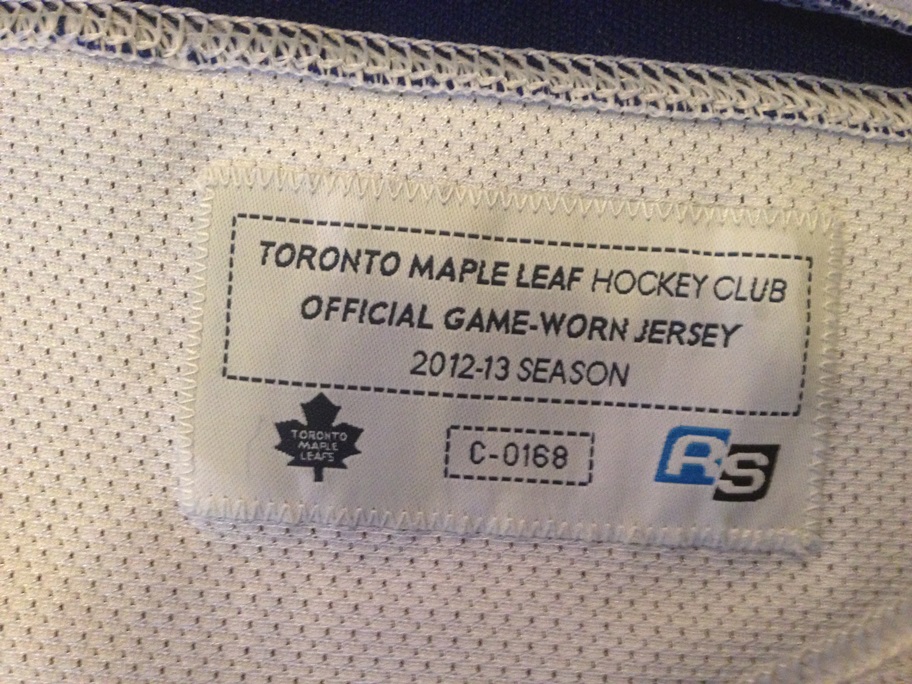 TORONTO MAPLE LEAF HOCKEY CLUB
OFFICIAL GAME-WORN JERSEY
2012-13 SEASON
TORONTO
MAPLE
LEAFS
C-0168
RS